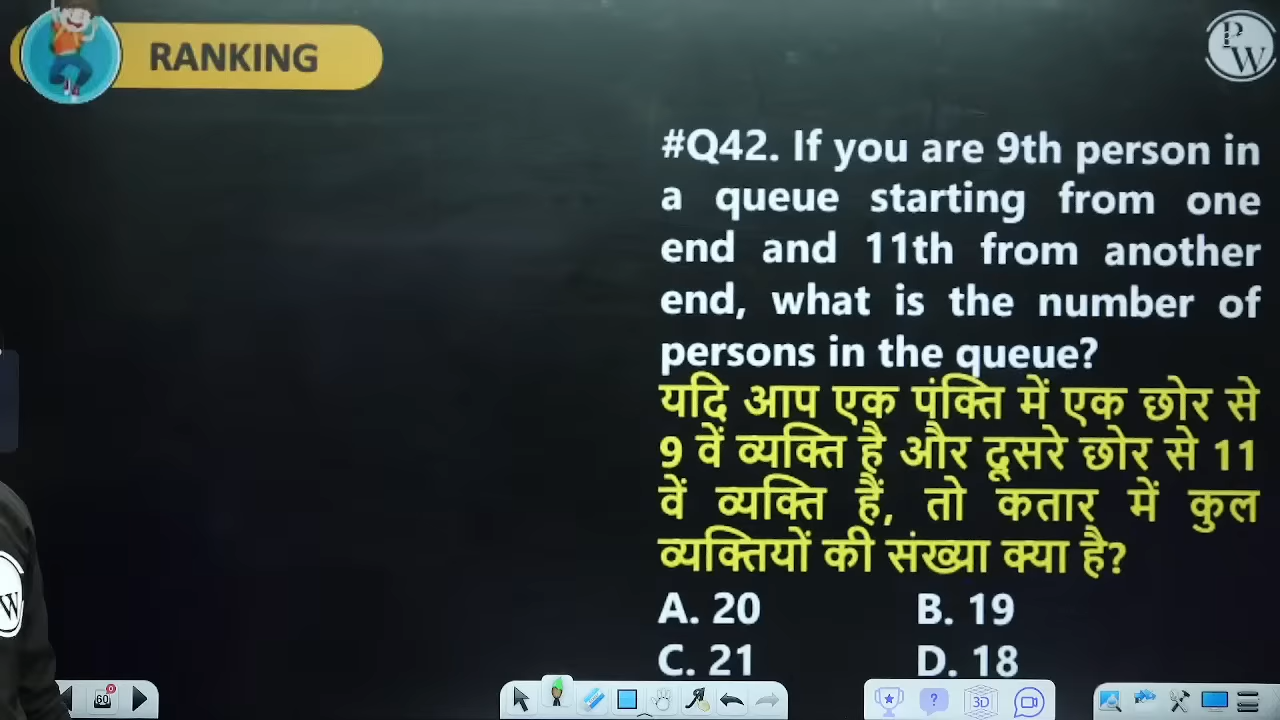 RANKING
P
W
#Q42. If you are 9th person in
a queue starting from one
end and 11th from another
end, what is the number of
persons in the queue?
यदि आप एक पंक्ति में एक छोर से
9 वें व्यक्ति है और दूसरे छोर से 11
वें व्यक्ति हैं, तो कतार में कुल
व्यक्तियों की संख्या क्या है?
A. 20 B. 19
C. 21 D. 18
W
60
?
3D